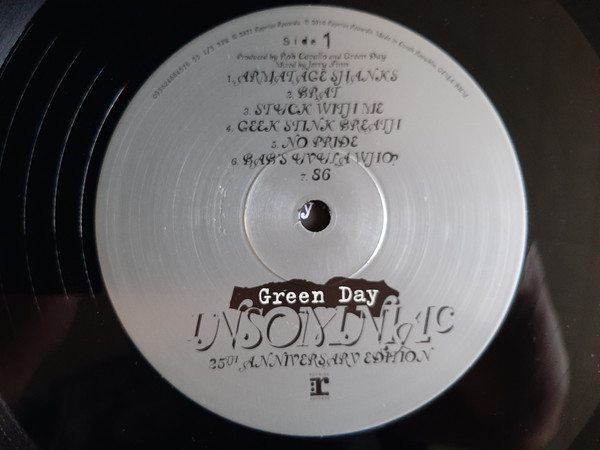 Side 1
Produced by Rob Cavallo and Green Day
Mixed by Jerry Finn
1. ARMATAGE SHANKS
2. BRAT
3. STUCK WITH ME
4. GEEK STINK BREATH
5. NO PRIDE
6. BAB'S UVULA WHO?
7. 86
Green Day
INSOMNIAC
25TH ANNIVERSARY EDITION
r